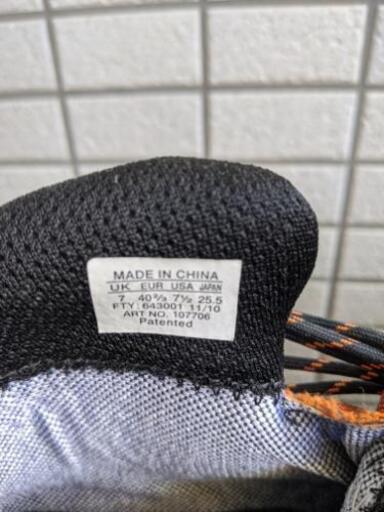 MADE IN CHINA
UK EUR USA JAPAN
7 40⅔ 7½ 25.5
FTY: 643001 11/10
ART NO. 107706
Patented